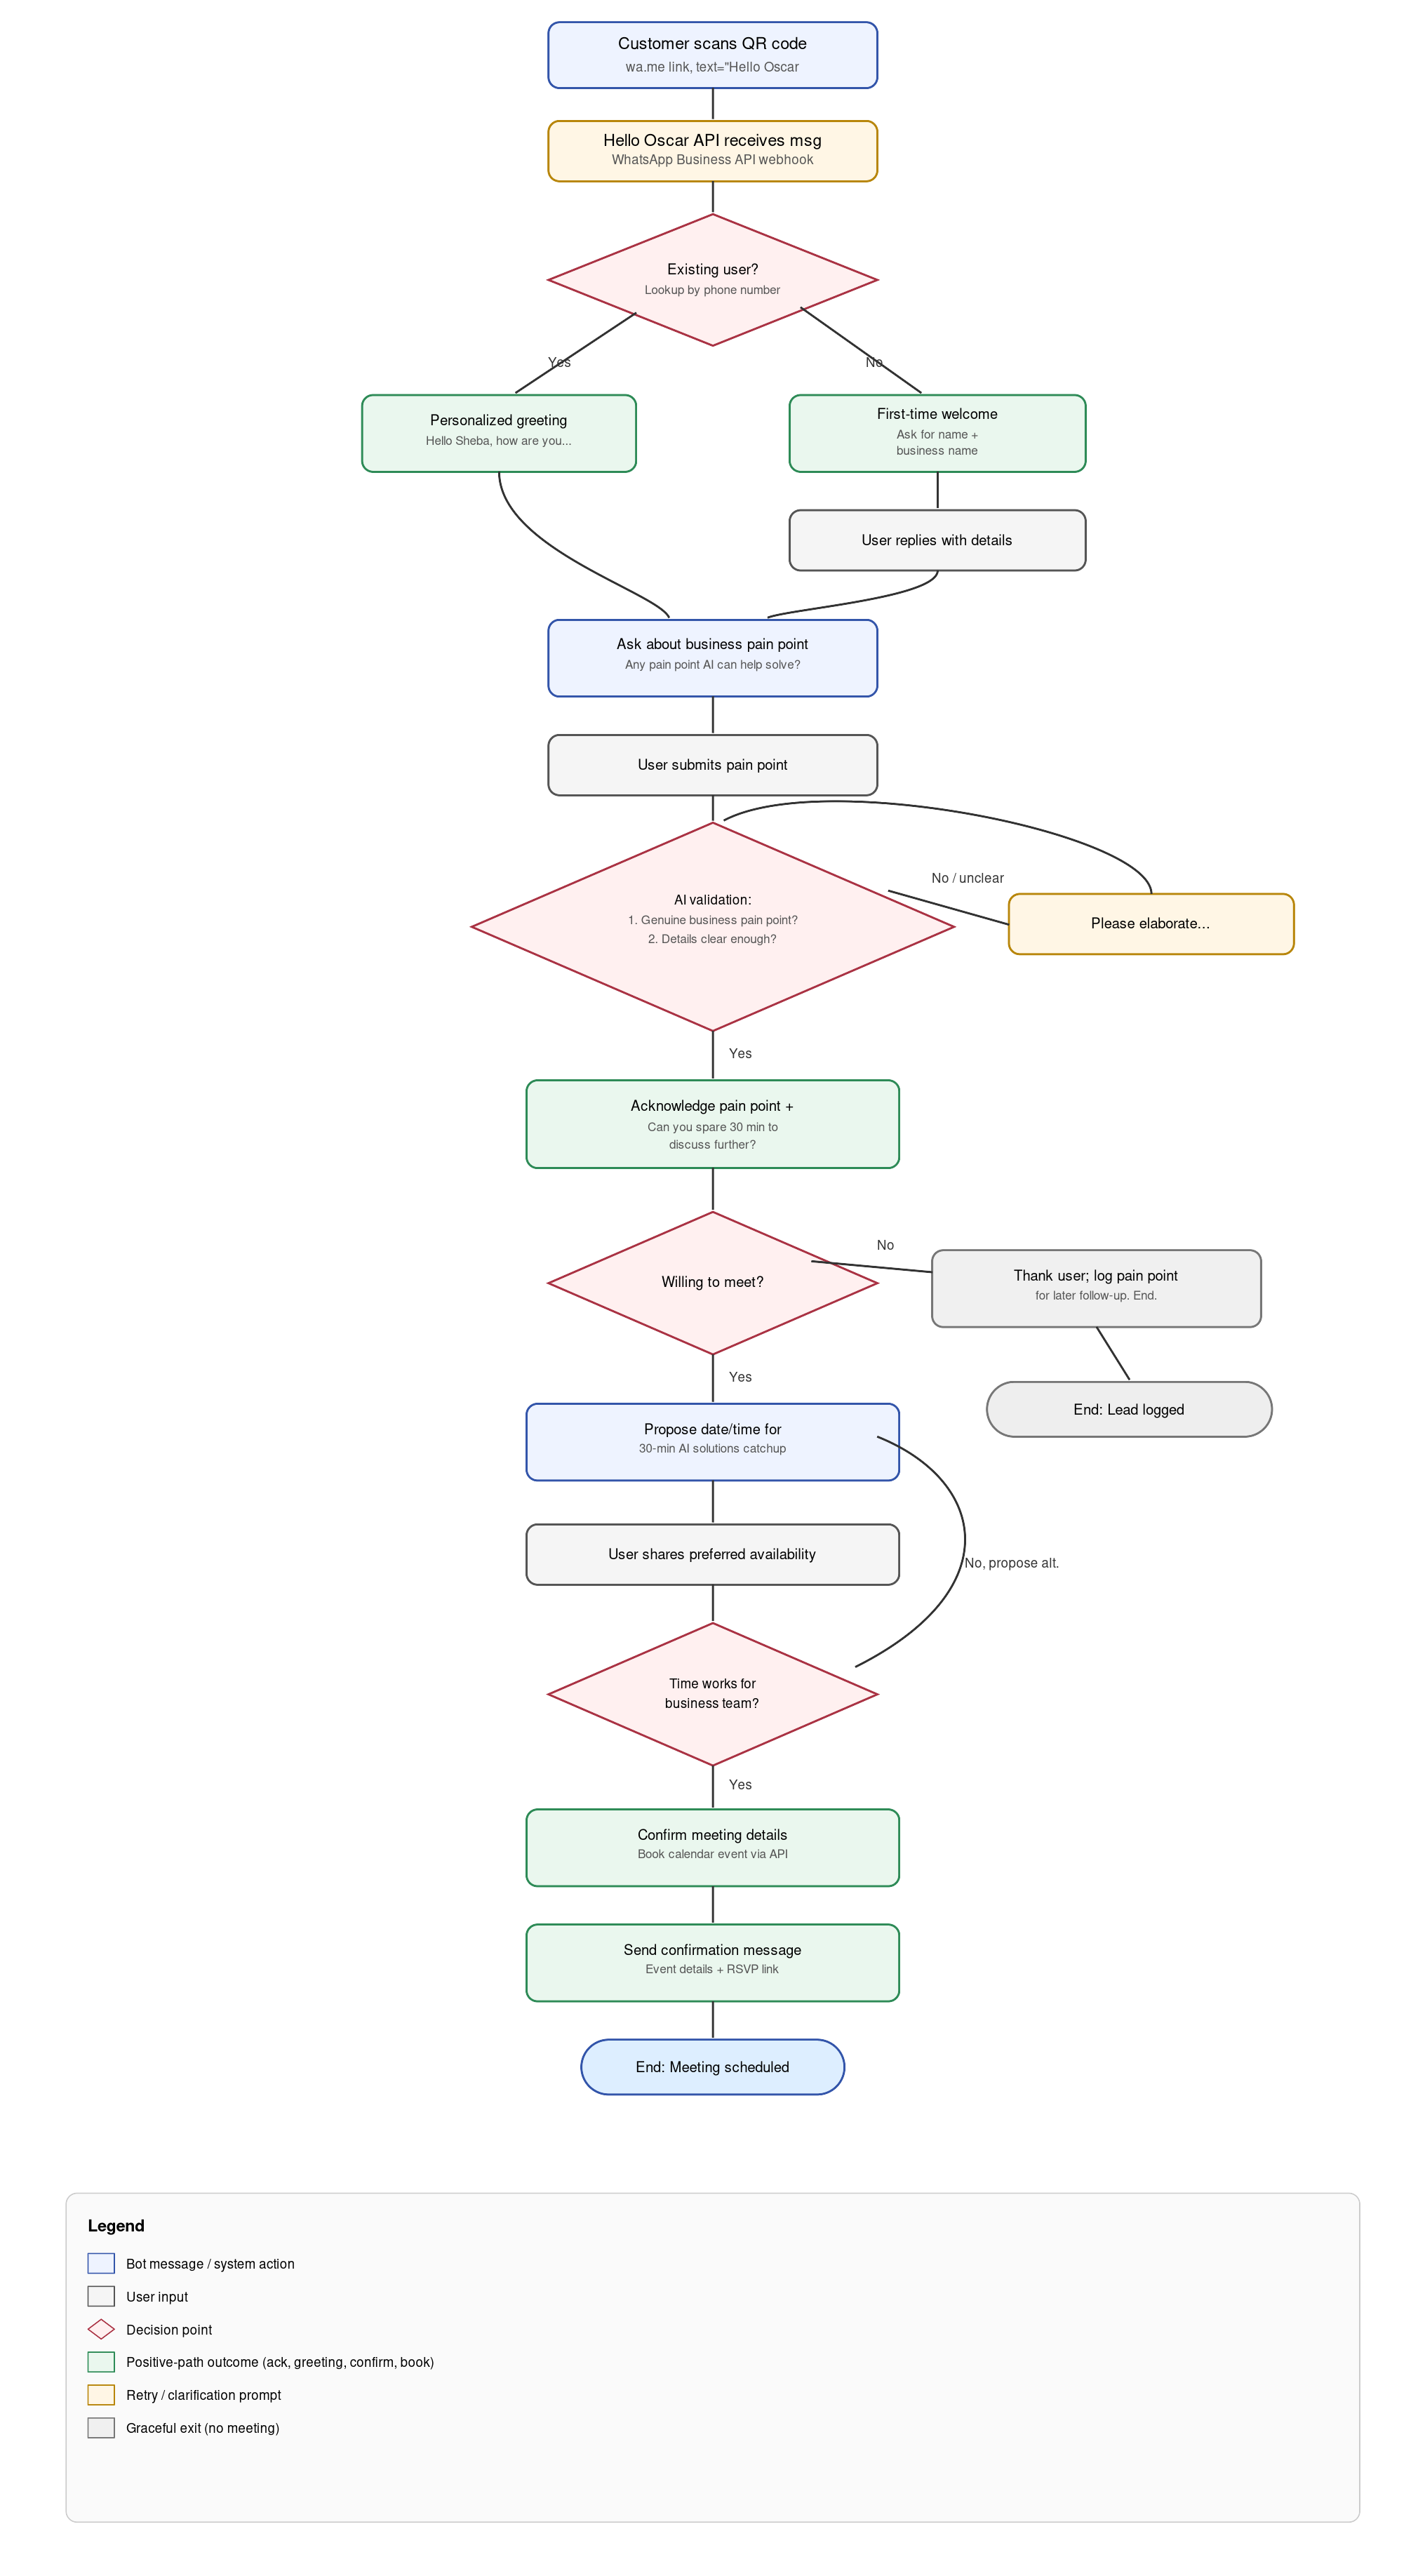 Customer scans QR code
wa.me link, text="Hello Oscar
Hello Oscar API receives msg
WhatsApp Business API webhook
Existing user?
Lookup by phone number
Yes
No
Personalized greeting
Hello Sheba, how are you...
First-time welcome
Ask for name +
business name
User replies with details
Ask about business pain point
Any pain point AI can help solve?
User submits pain point
AI validation:
1. Genuine business pain point?
2. Details clear enough?
No / unclear
Please elaborate...
Yes
Acknowledge pain point +
Can you spare 30 min to
discuss further?
Willing to meet?
No
Thank user; log pain point
for later follow-up. End.
End: Lead logged
Yes
Propose date/time for
30-min AI solutions catchup
User shares preferred availability
No, propose alt.
Time works for
business team?
Yes
Confirm meeting details
Book calendar event via API
Send confirmation message
Event details + RSVP link
End: Meeting scheduled
Legend
Bot message / system action
User input
Decision point
Positive-path outcome (ack, greeting, confirm, book)
Retry / clarification prompt
Graceful exit (no meeting)